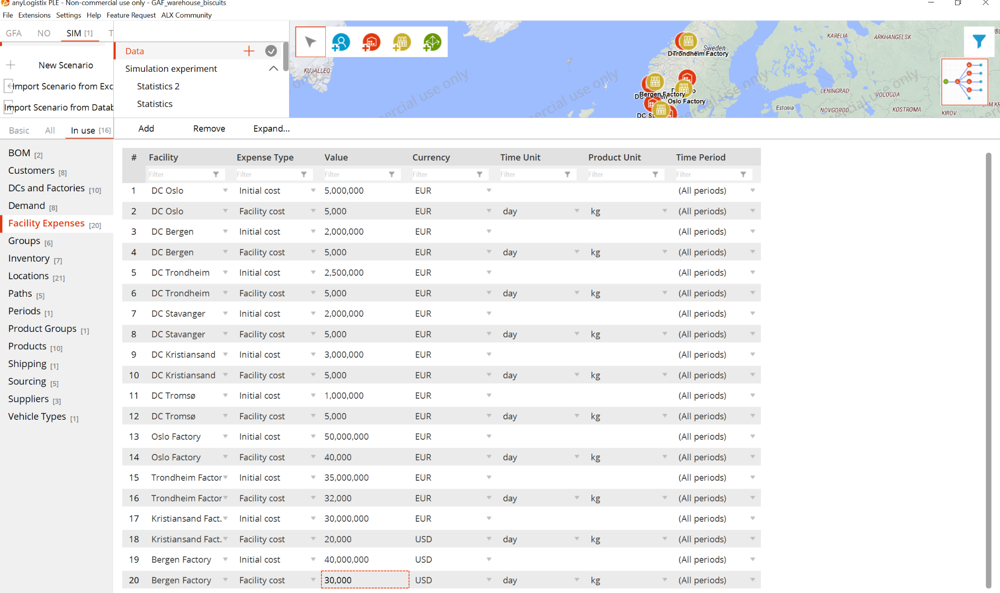 anyLogistix PLE - Non-commercial use only - GAF_warehouse_biscuits
File Extensions Settings Help Feature Request ALX Community
GFA NO SIM [1] T
New Scenario
Import Scenario from Exc
Import Scenario from Datab
Data
Simulation experiment
Statistics 2
Statistics
KUJALLEQ
Sweden
Trondheim Factory
Bergen Factory
Oslo Factory
DC St
KARELIA
ARKHANGELSK
LENINGRAD
VOLOGDA
Estonia
NOVGOROD
KOSTROMA
KIROV
Basic All In use [16]
Add Remove Expand...
BOM [2]
Customers [8]
DCs and Factories [10]
Demand [8]
Facility Expenses [20]
Groups [6]
Inventory [7]
Locations [21]
Paths [5]
Periods [1]
Product Groups [1]
Products [10]
Shipping [1]
Sourcing [5]
Suppliers [3]
Vehicle Types [1]
# Facility Expense Type Value Currency Time Unit Product Unit Time Period
Filter Filter Filter Filter Filter Filter Filter
1 DC Oslo Initial cost 5,000,000 EUR (All periods)
2 DC Oslo Facility cost 5,000 EUR day kg (All periods)
3 DC Bergen Initial cost 2,000,000 EUR (All periods)
4 DC Bergen Facility cost 5,000 EUR day kg (All periods)
5 DC Trondheim Initial cost 2,500,000 EUR (All periods)
6 DC Trondheim Facility cost 5,000 EUR day kg (All periods)
7 DC Stavanger Initial cost 2,000,000 EUR (All periods)
8 DC Stavanger Facility cost 5,000 EUR day kg (All periods)
9 DC Kristiansand Initial cost 3,000,000 EUR (All periods)
10 DC Kristiansand Facility cost 5,000 EUR day kg (All periods)
11 DC Tromsø Initial cost 1,000,000 EUR (All periods)
12 DC Tromsø Facility cost 5,000 EUR day kg (All periods)
13 Oslo Factory Initial cost 50,000,000 EUR (All periods)
14 Oslo Factory Facility cost 40,000 EUR day kg (All periods)
15 Trondheim Factor Initial cost 35,000,000 EUR (All periods)
16 Trondheim Factor Facility cost 32,000 EUR day kg (All periods)
17 Kristiansand Fact. Initial cost 30,000,000 EUR (All periods)
18 Kristiansand Fact. Facility cost 20,000 USD day kg (All periods)
19 Bergen Factory Initial cost 40,000,000 USD (All periods)
20 Bergen Factory Facility cost 30,000 USD day kg (All periods)